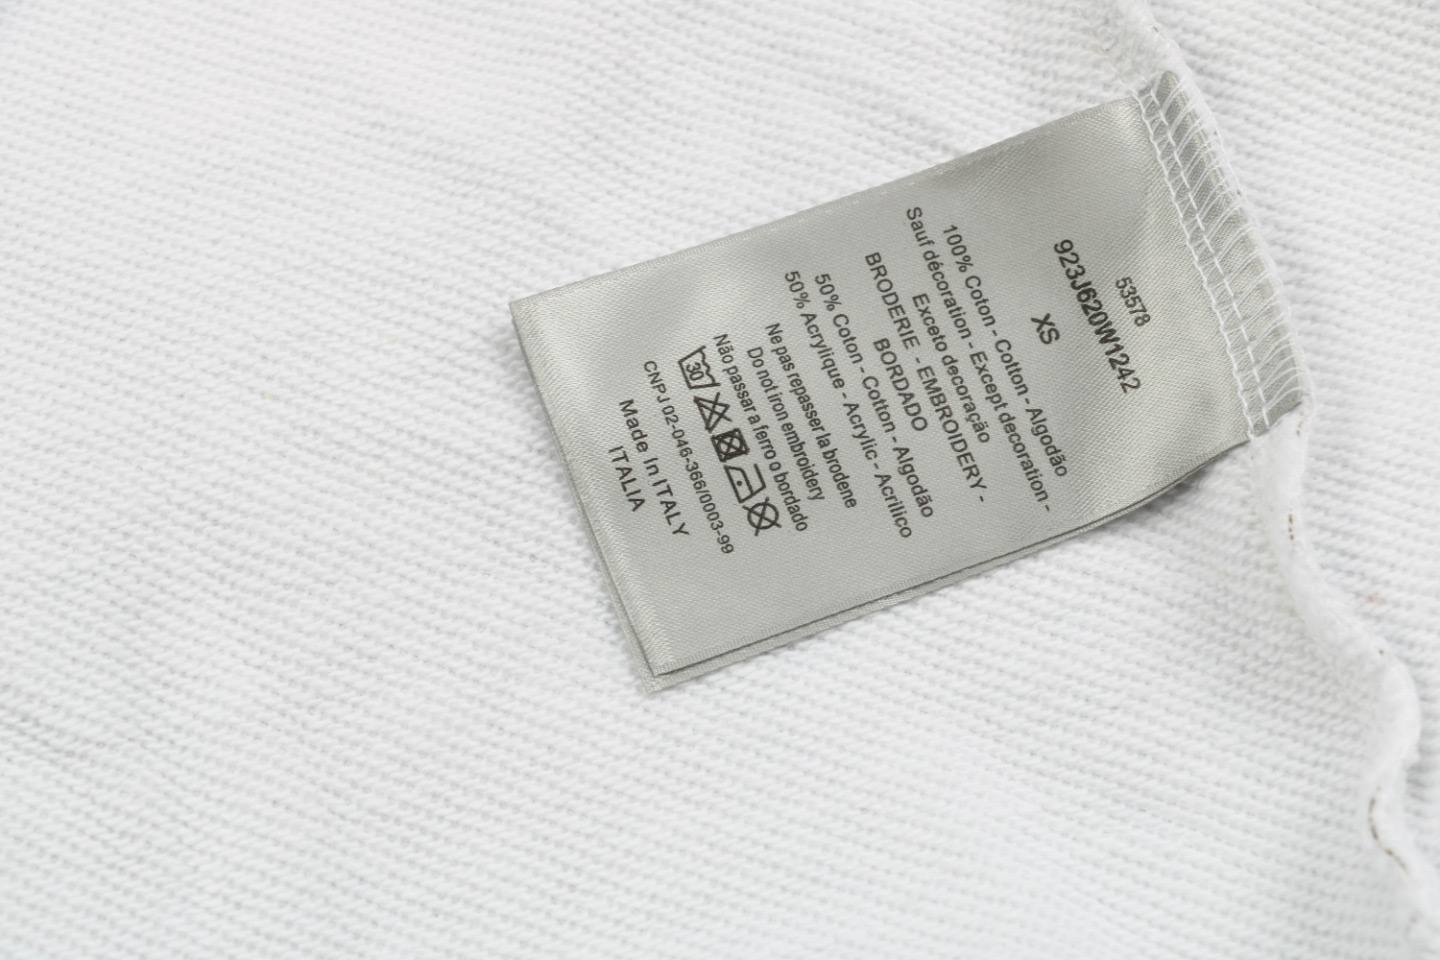 53578
923J620W1242
XS
100% Coton - Cotton - Algodão
Sauf décoration - Except decoration -
Exceto decoração
BRODERIE - EMBROIDERY -
BORDADO
50% Coton - Cotton - Algodão
50% Acrylique - Acrylic - Acrilico
Ne pas repasser la brodene
Do not iron embroidery
Não passar a ferro o bordado
30
CNPJ 02-046-366/0003-99
Made In ITALY
ITALIA